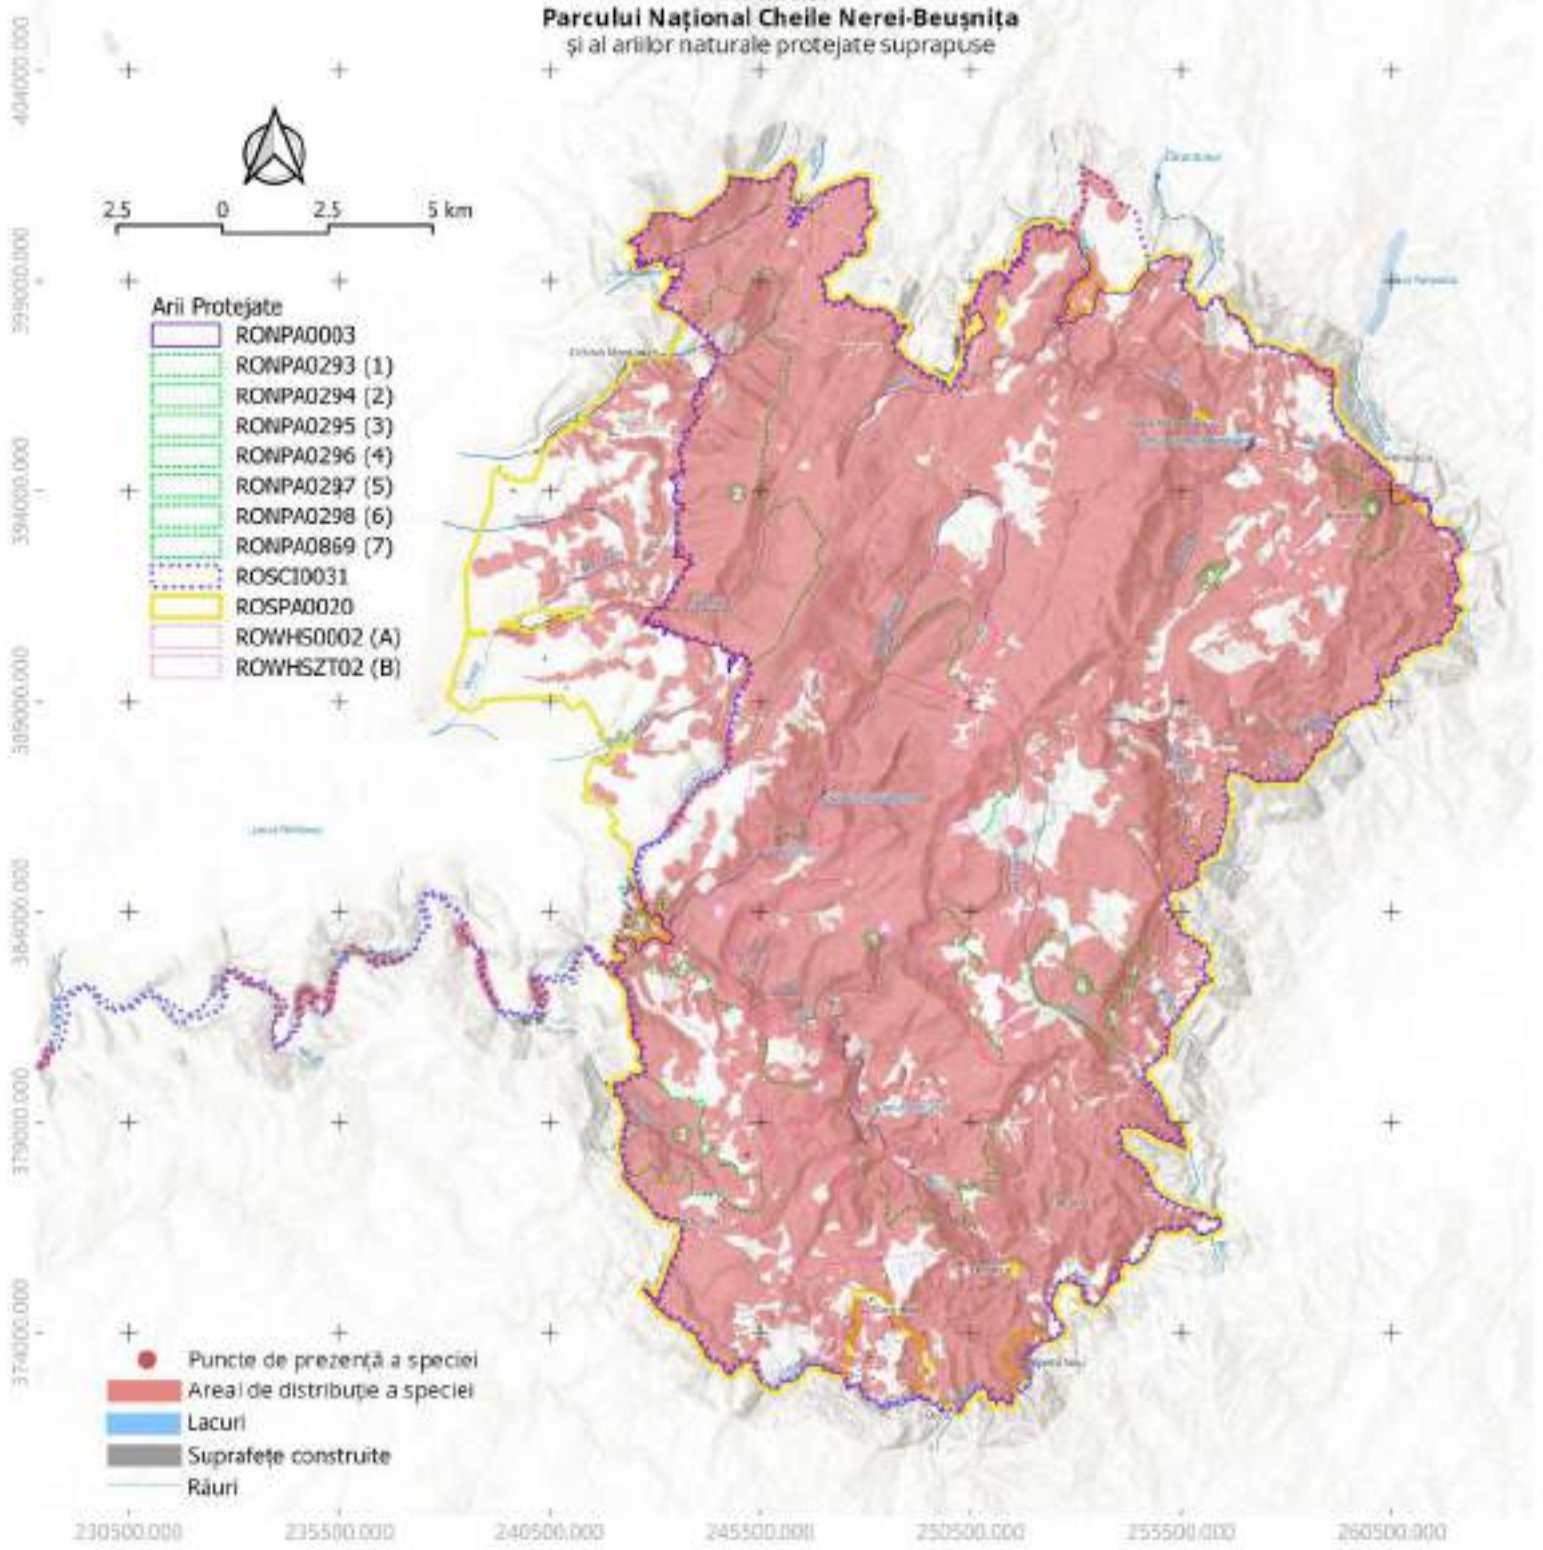 Parcului Național Cheile Nerei-Beușnița
și al ariilor naturale protejate suprapuse
404000.000
399000.000
394000.000
389000.000
384000.000
379000.000
374000.000
2.5 0 2.5 5 km
Arii Protejate
RONPA0003
RONPA0293 (1)
RONPA0294 (2)
RONPA0295 (3)
RONPA0296 (4)
RONPA0297 (5)
RONPA0298 (6)
RONPA0869 (7)
ROSCI0031
ROSPA0020
ROWHS0002 (A)
ROWHSZT02 (B)
2
Puncte de prezență a speciei
Areal de distribuție a speciei
Lacuri
Suprafețe construite
Râuri
230500.000 235500.000 240500.000 245500.000 250500.000 255500.000 260500.000